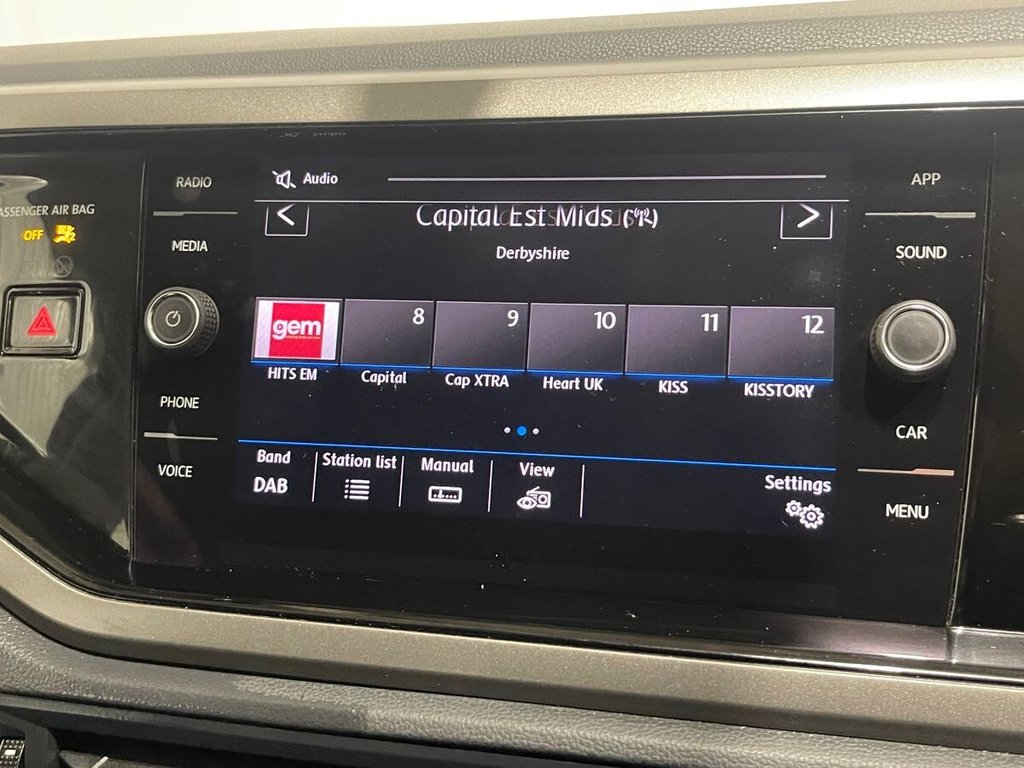 RADIO
MEDIA
PHONE
VOICE
ASSENGER AIR BAG
OFF
Audio
Capital Est Mids
Derbyshire
gem
8
9
10
11
12
HITS EM
Capital
Cap XTRA
Heart UK
KISS
KISSTORY
Band
DAB
Station list
Manual
View
Settings
APP
SOUND
CAR
MENU